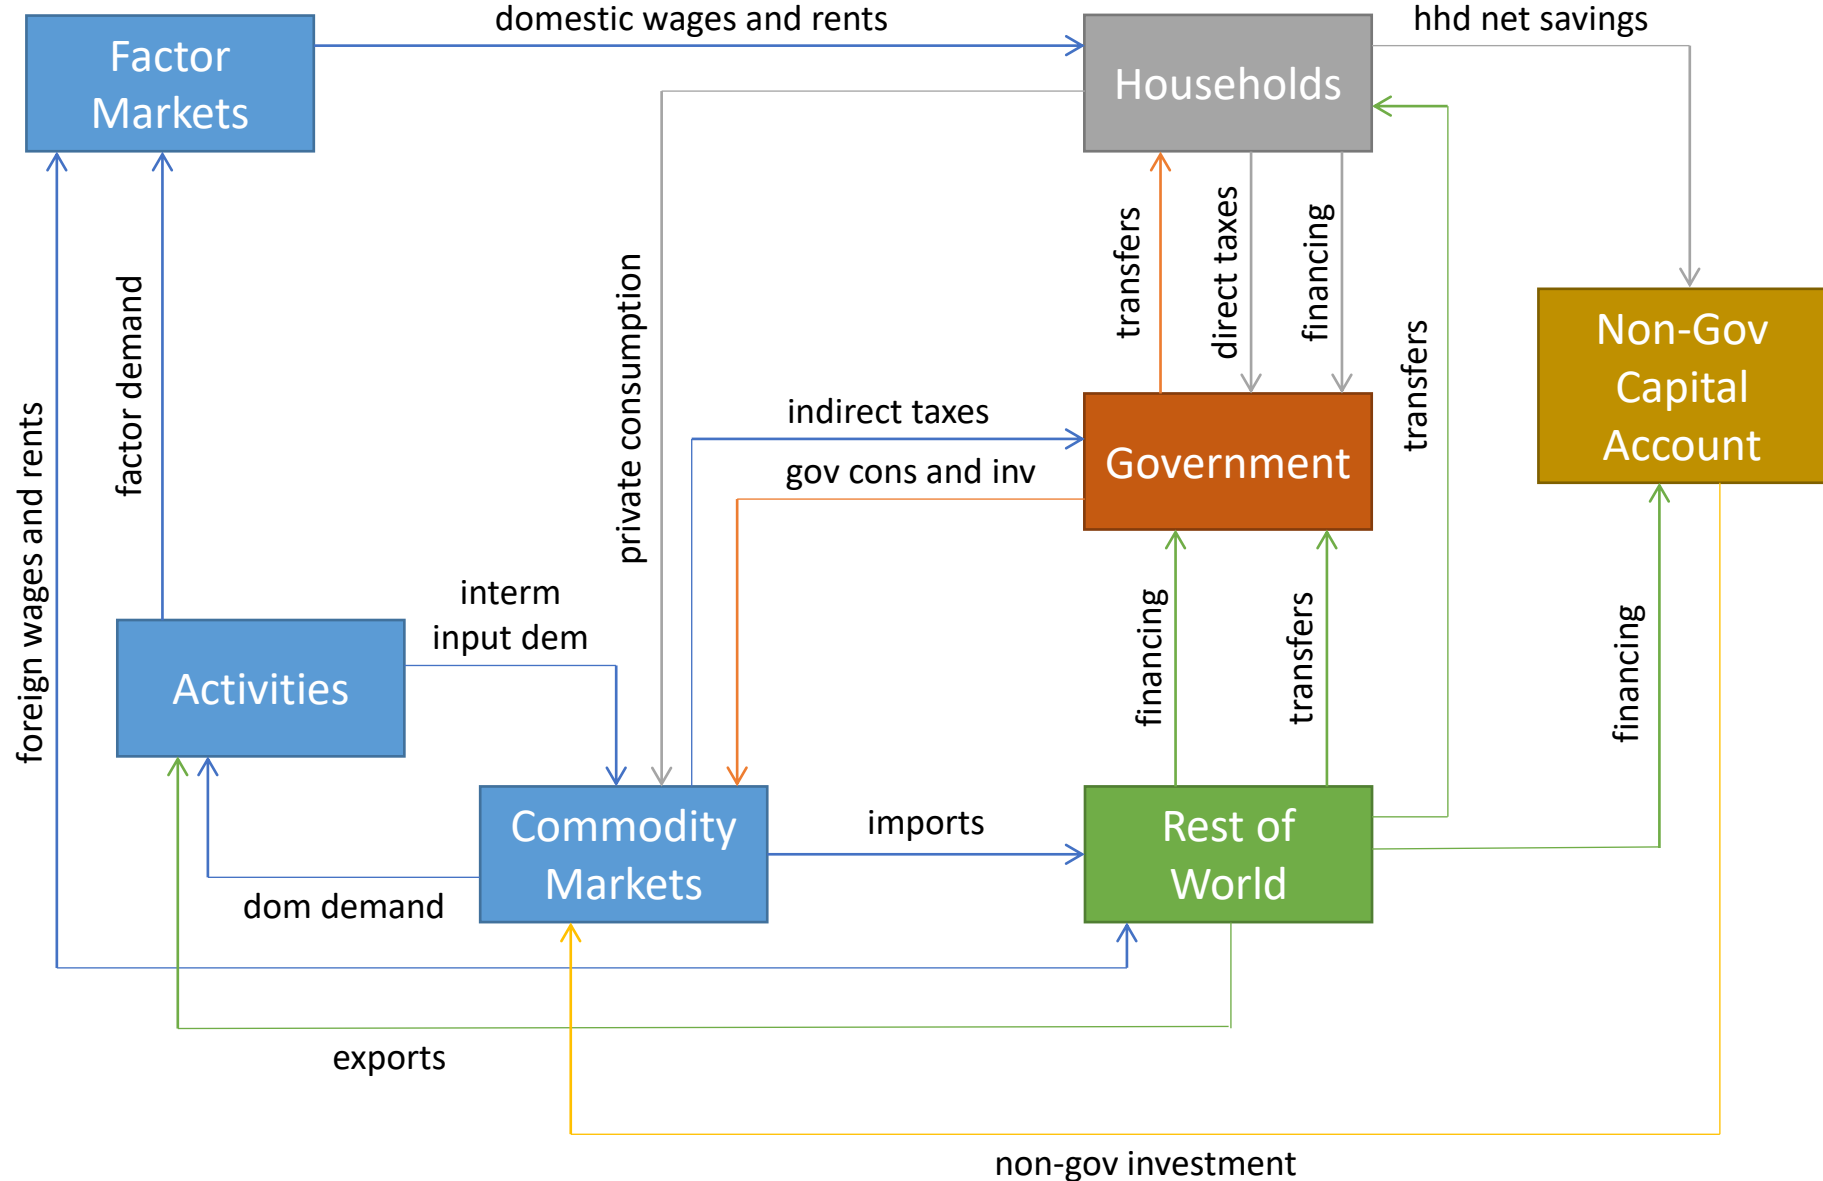 domestic wages and rents
hhd net savings
Factor
Markets
Households
transfers
direct taxes
financing
private consumption
factor demand
foreign wages and rents
transfers
Non-Gov
Capital
Account
indirect taxes
gov cons and inv
Government
interm
input dem
financing
transfers
financing
Activities
Commodity
Markets
imports
Rest of
World
dom demand
exports
non-gov investment